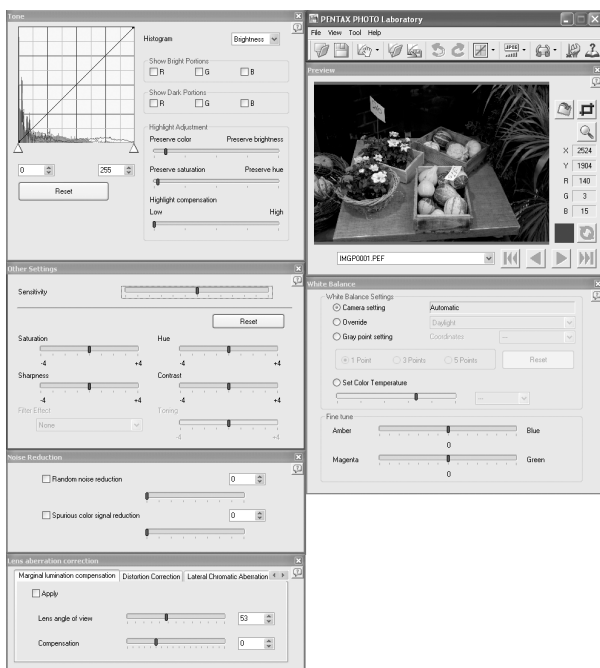 Tone
Histogram
Brightness
Show Bright Portions
R G B
Show Dark Portions
R G B
Highlight Adjustment
Preserve color Preserve brightness
Preserve saturation Preserve hue
Highlight compensation
Low High
0 255
Reset
Other Settings
Sensitivity
Reset
Saturation Hue
-4 +4 -4 +4
Sharpness Contrast
-4 +4 -4 +4
Filter Effect Toning
None
-4 +4
Noise Reduction
Random noise reduction 0
Spurious color signal reduction 0
Lens aberration correction
Marginal lumination compensation Distortion Correction Lateral Chromatic Aberration
Apply
Lens angle of view 53
Compensation 0
PENTAX PHOTO Laboratory
File View Tool Help
JPEG
Preview
X 2524
Y 1904
R 140
G 3
B 15
IMGP0001.PEF
White Balance
White Balance Settings
Camera setting Automatic
Override Daylight
Gray point setting Coordinates ---
1 Point 3 Points 5 Points Reset
Set Color Temperature
---
Fine tune
Amber Blue
0
Magenta Green
0